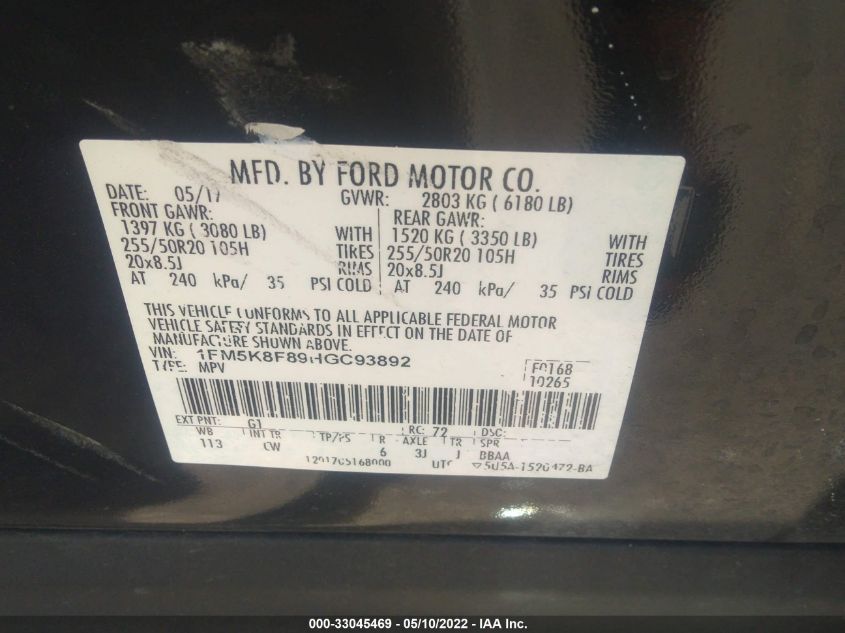 MFD. BY FORD MOTOR CO.
DATE: 05/17 GVWR: 2803 KG ( 6180 LB)
FRONT GAWR: REAR GAWR:
1397 KG ( 3080 LB) WITH 1520 KG ( 3350 LB) WITH
255/50R20 105H TIRES 255/50R20 105H TIRES
20x8.5J RIMS 20x8.5J RIMS
AT 240 kPa/ 35 PSI COLD AT 240 kPa/ 35 PSI COLD
THIS VEHICLE CONFORMS TO ALL APPLICABLE FEDERAL MOTOR
VEHICLE SAFETY STANDARDS IN EFFECT ON THE DATE OF
MANUFACTURE SHOWN ABOVE.
VIN: 1FM5K8F89HGC93892
TYPE: MPV F0168
10265
EXT PNT: G1 RC: 72 DSC:
WB INT TR TP/PS R AXLE TR SPR
113 CW 6 3J J BBAA
UTC
000-33045469 - 05/10/2022 - IAA Inc.